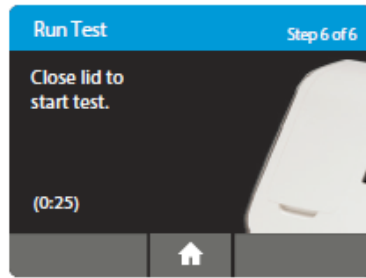 Run Test
Step 6 of 6
Close lid to
start test.
(0:25)